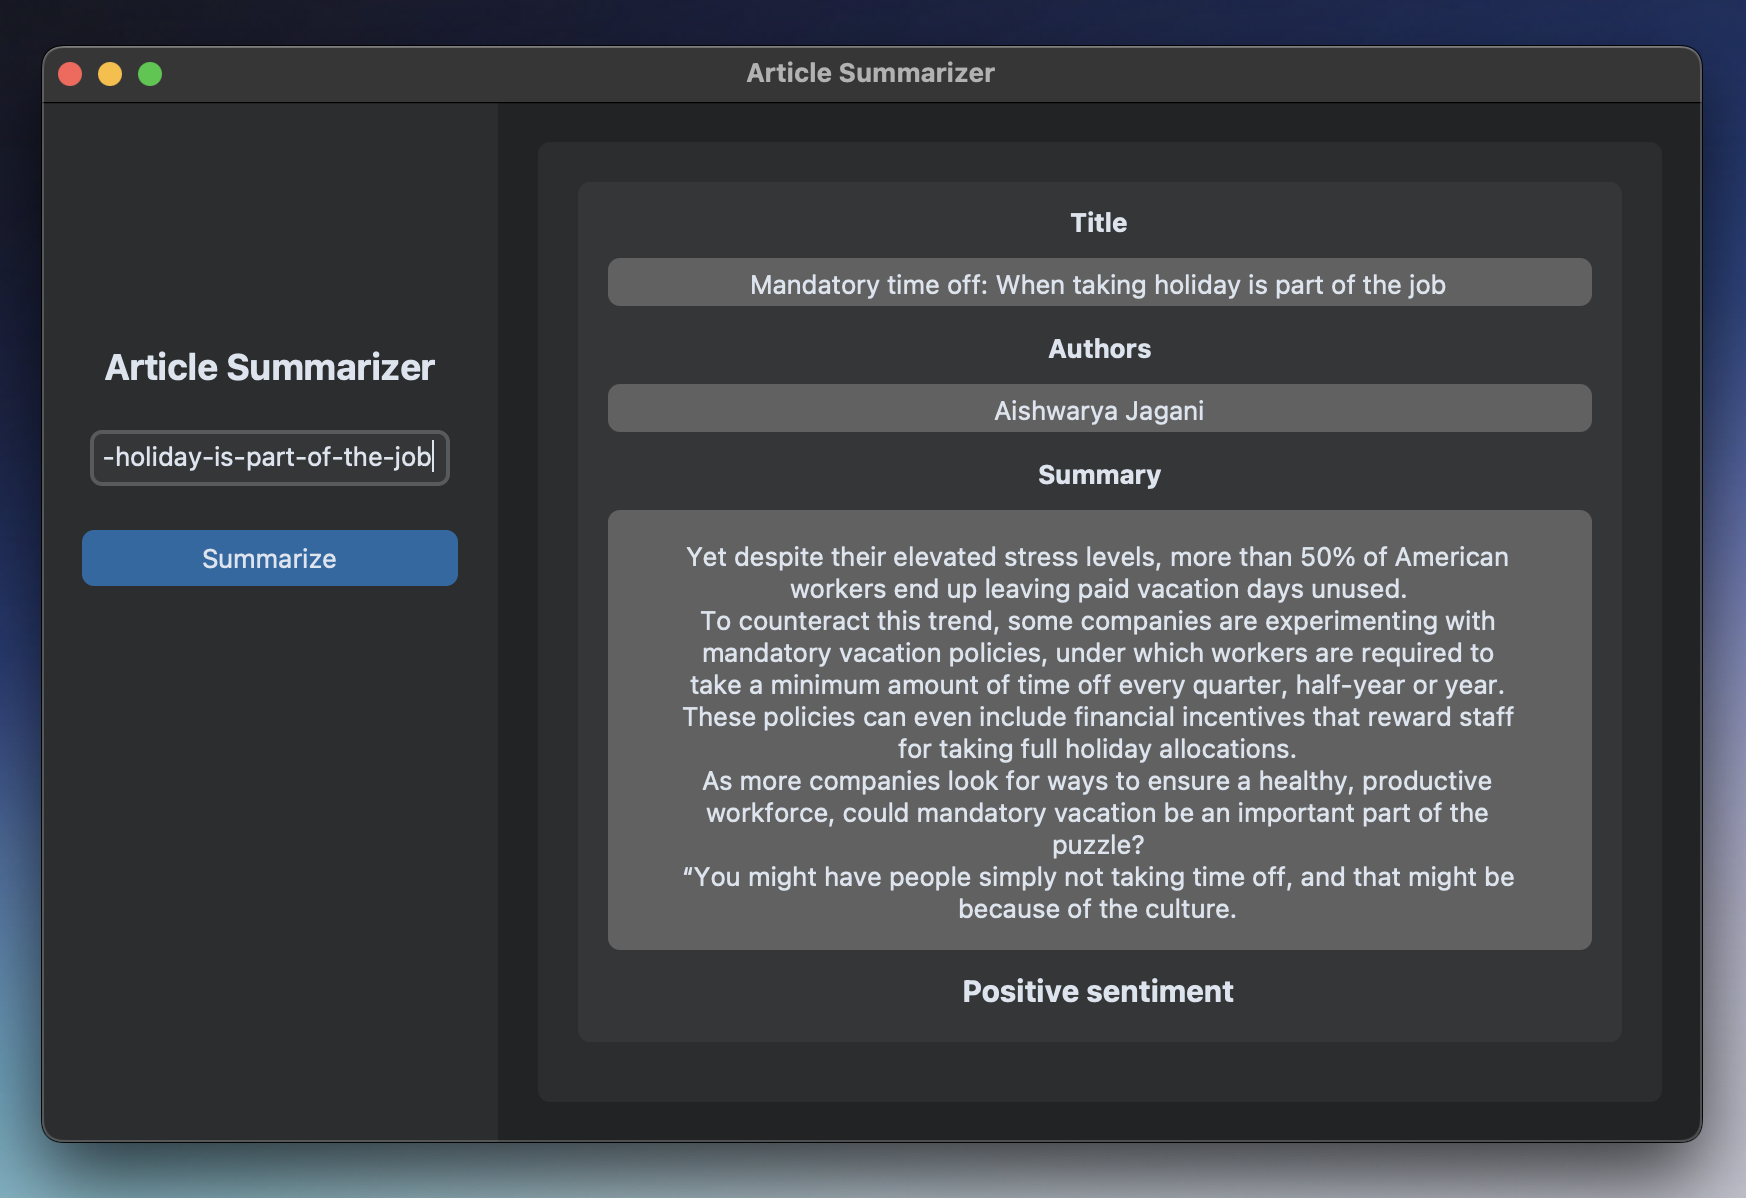 Article Summarizer
Article Summarizer
-holiday-is-part-of-the-job
Summarize
Title
Mandatory time off: When taking holiday is part of the job
Authors
Aishwarya Jagani
Summary
Yet despite their elevated stress levels, more than 50% of American
workers end up leaving paid vacation days unused.
To counteract this trend, some companies are experimenting with
mandatory vacation policies, under which workers are required to
take a minimum amount of time off every quarter, half-year or year.
These policies can even include financial incentives that reward staff
for taking full holiday allocations.
As more companies look for ways to ensure a healthy, productive
workforce, could mandatory vacation be an important part of the
puzzle?
“You might have people simply not taking time off, and that might be
because of the culture.
Positive sentiment